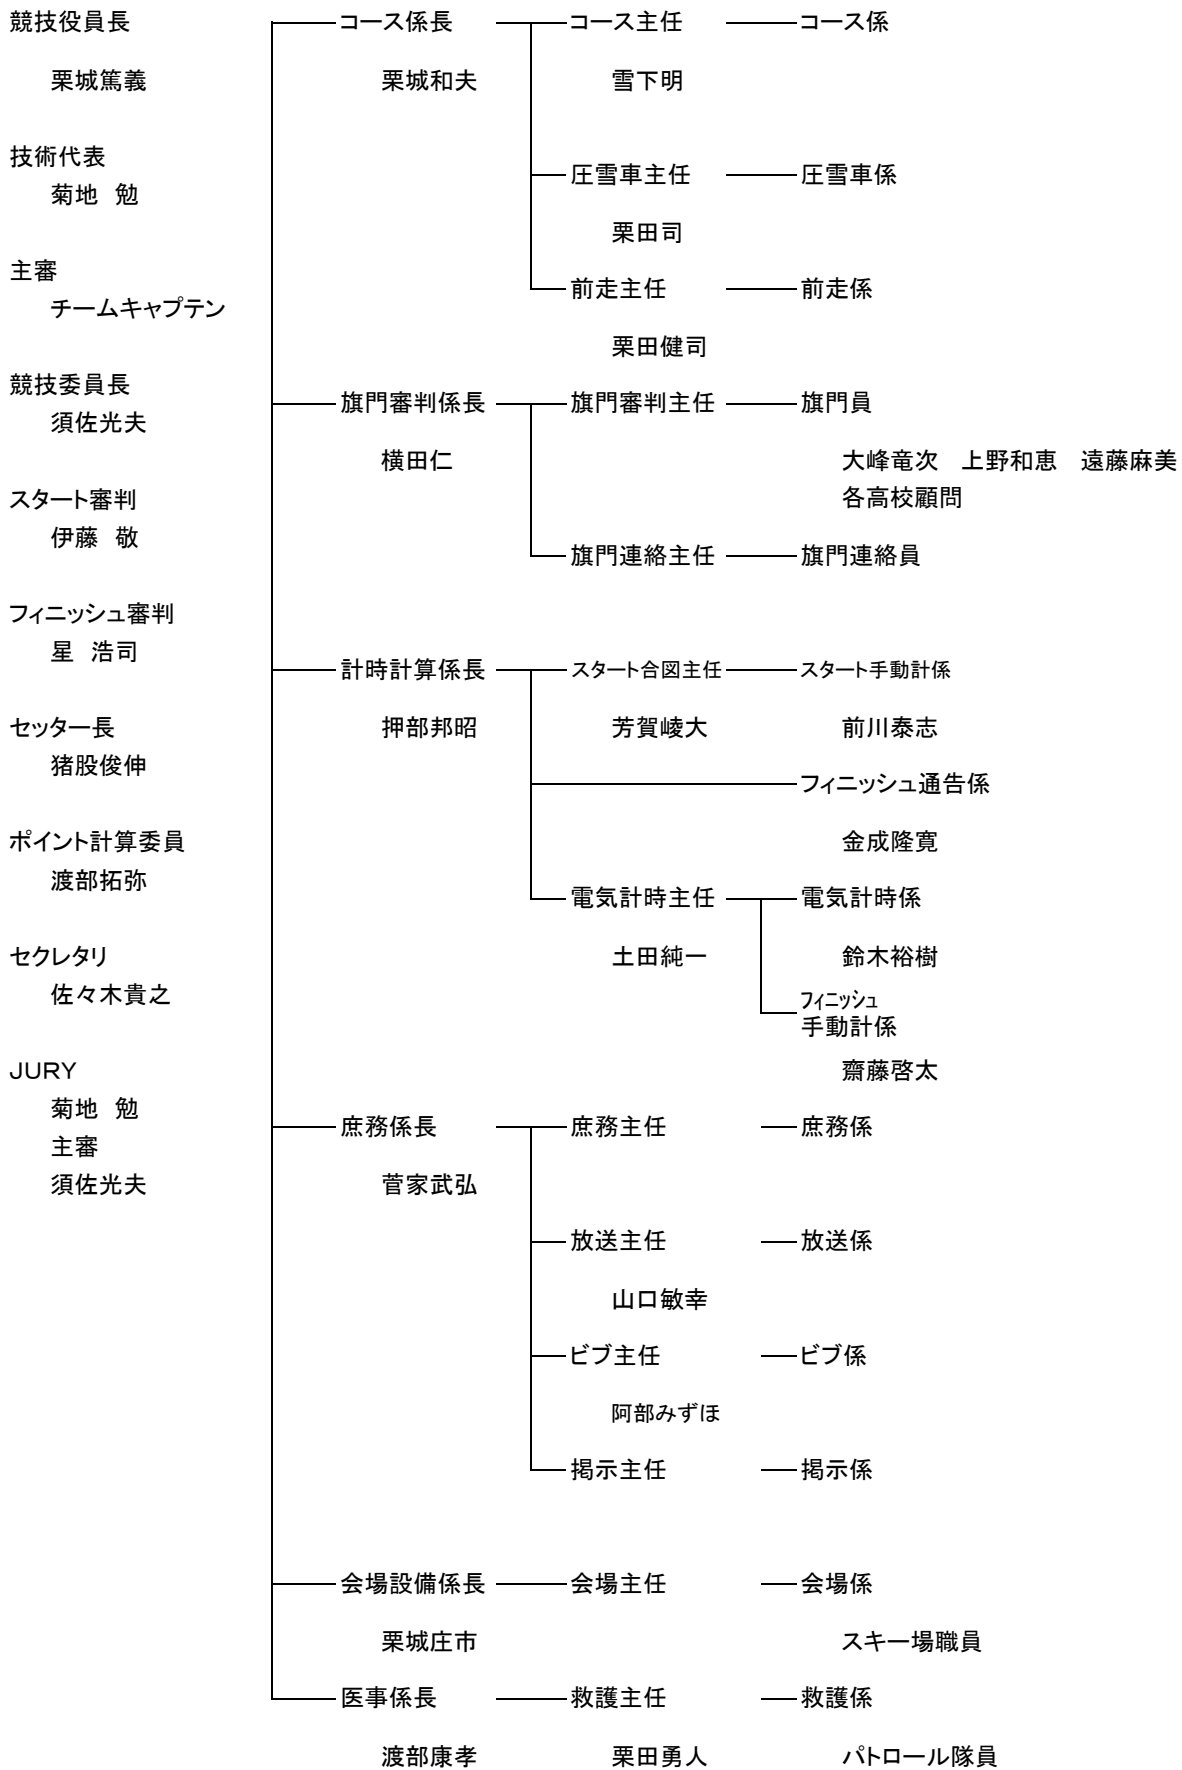 競技役員長
栗城篤義
技術代表
菊地　勉
主審
チームキャプテン
競技委員長
須佐光夫
スタート審判
伊藤　敬
フィニッシュ審判
星　浩司
セッター長
猪股俊伸
ポイント計算委員
渡部拓弥
セクレタリ
佐々木貴之
JURY
菊地　勉
主審
須佐光夫
コース係長
栗城和夫
コース主任
雪下明
コース係
圧雪車主任
栗田司
圧雪車係
前走主任
栗田健司
前走係
旗門審判係長
横田仁
旗門審判主任
旗門員
大峰竜次　上野和恵　遠藤麻美
各高校顧問
旗門連絡主任
旗門連絡員
計時計算係長
押部邦昭
スタート合図主任
芳賀崚大
スタート手動計係
前川泰志
フィニッシュ通告係
金成隆寛
電気計時主任
土田純一
電気計時係
鈴木裕樹
フィニッシュ
手動計係
齋藤啓太
庶務係長
菅家武弘
庶務主任
庶務係
放送主任
山口敏幸
放送係
ビブ主任
阿部みずほ
ビブ係
掲示主任
掲示係
会場設備係長
栗城庄市
会場主任
会場係
スキー場職員
医事係長
渡部康孝
救護主任
栗田勇人
救護係
パトロール隊員